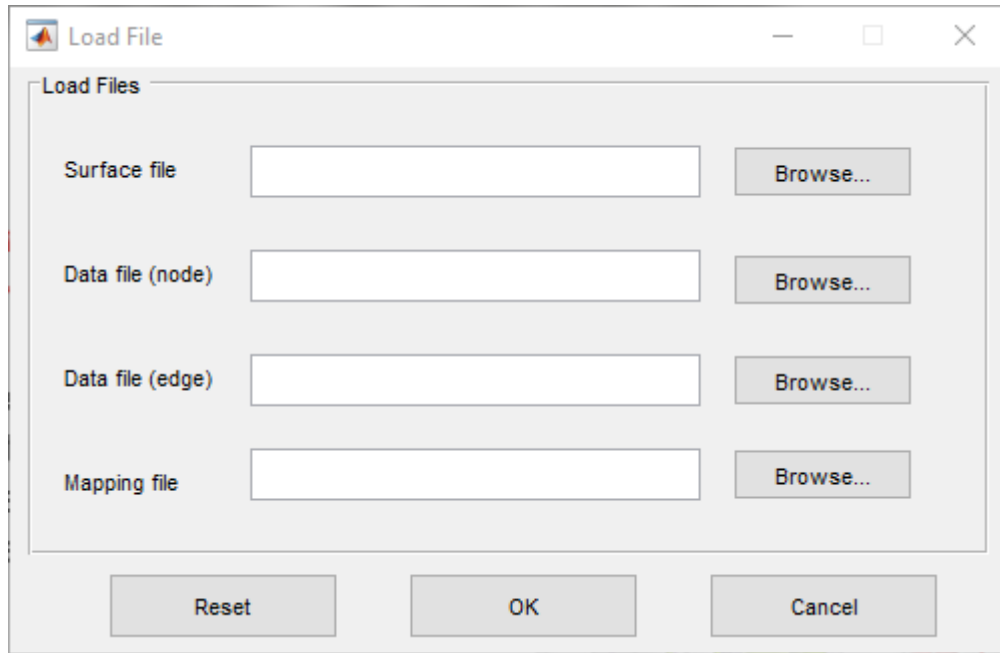 Load File
Load Files
Surface file Browse...
Data file (node) Browse...
Data file (edge) Browse...
Mapping file Browse...
Reset OK Cancel